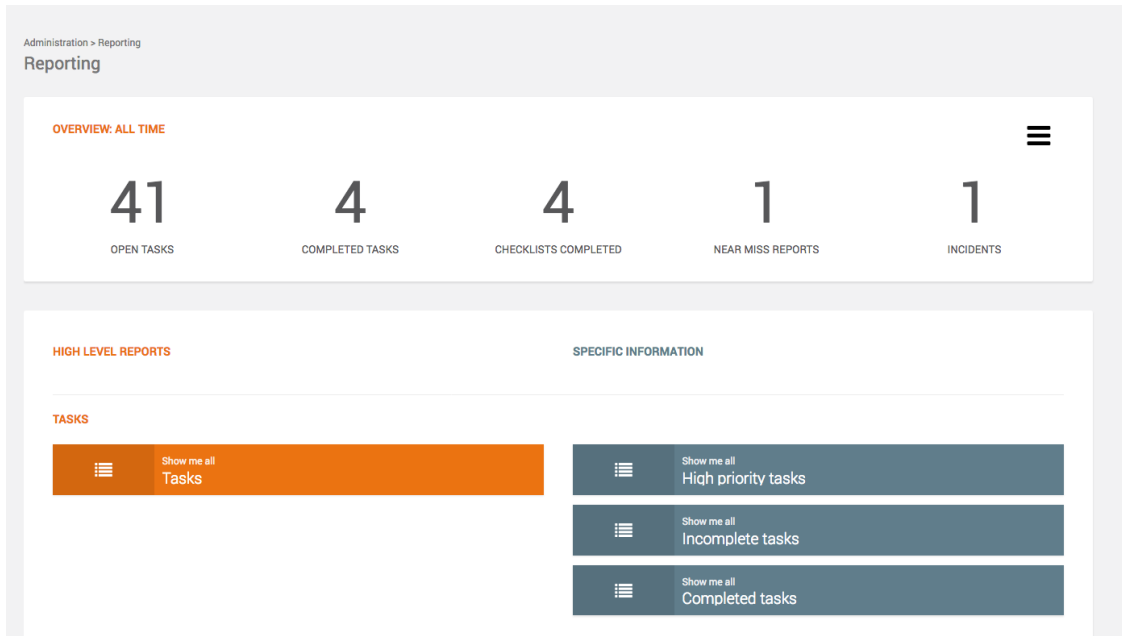 Administration > Reporting
Reporting
OVERVIEW: ALL TIME
41
OPEN TASKS
4
COMPLETED TASKS
4
CHECKLISTS COMPLETED
1
NEAR MISS REPORTS
1
INCIDENTS
HIGH LEVEL REPORTS
SPECIFIC INFORMATION
TASKS
Show me all
Tasks
Show me all
High priority tasks
Show me all
Incomplete tasks
Show me all
Completed tasks